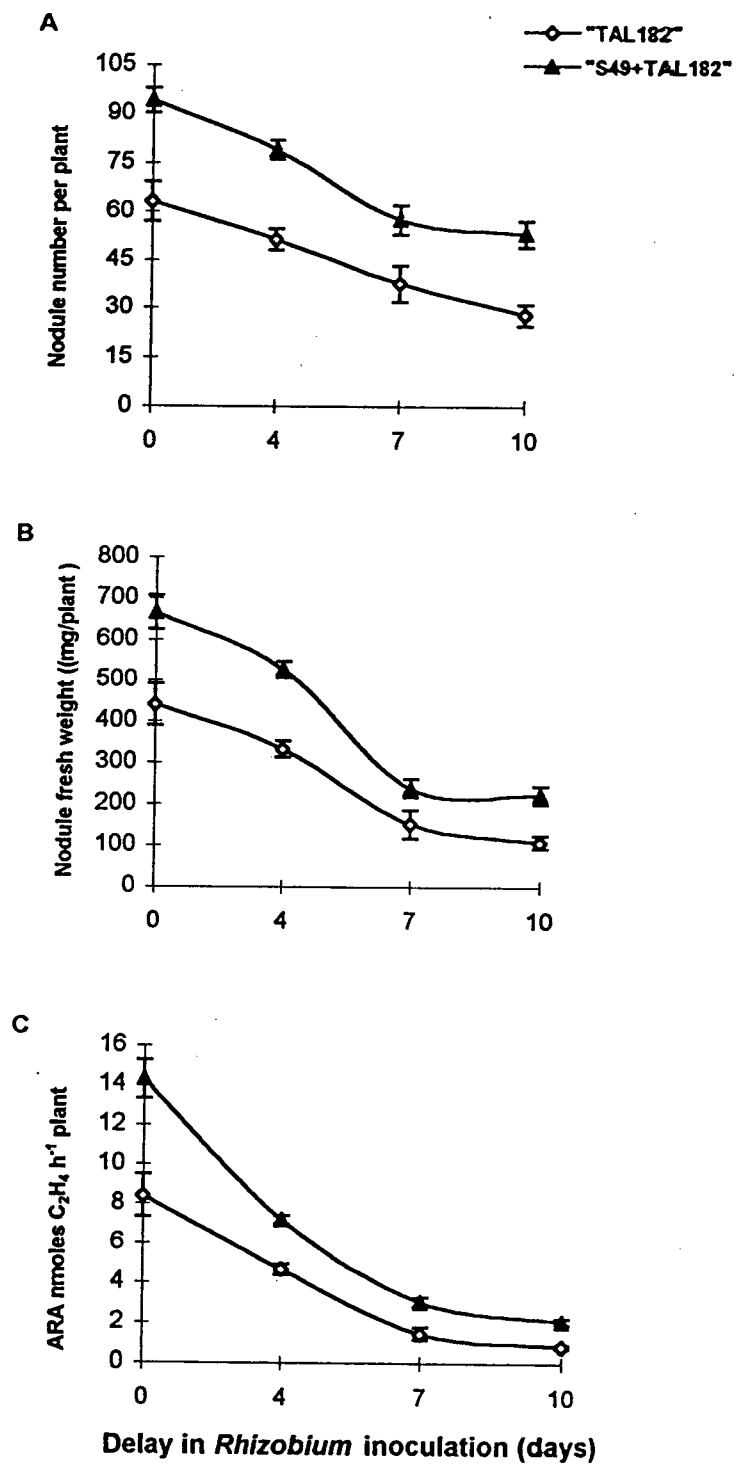 A
"TAL182"
"S49+TAL182"
Nodule number per plant
105
90
75
60
45
30
15
0
0 4 7 10
B
Nodule fresh weight ((mg/plant )
800
700
600
500
400
300
200
100
0
0 4 7 10
C
ARA nmoles C₂H₄ h⁻¹ plant
16
14
12
10
8
6
4
2
0
0 4 7 10
Delay in Rhizobium inoculation (days)